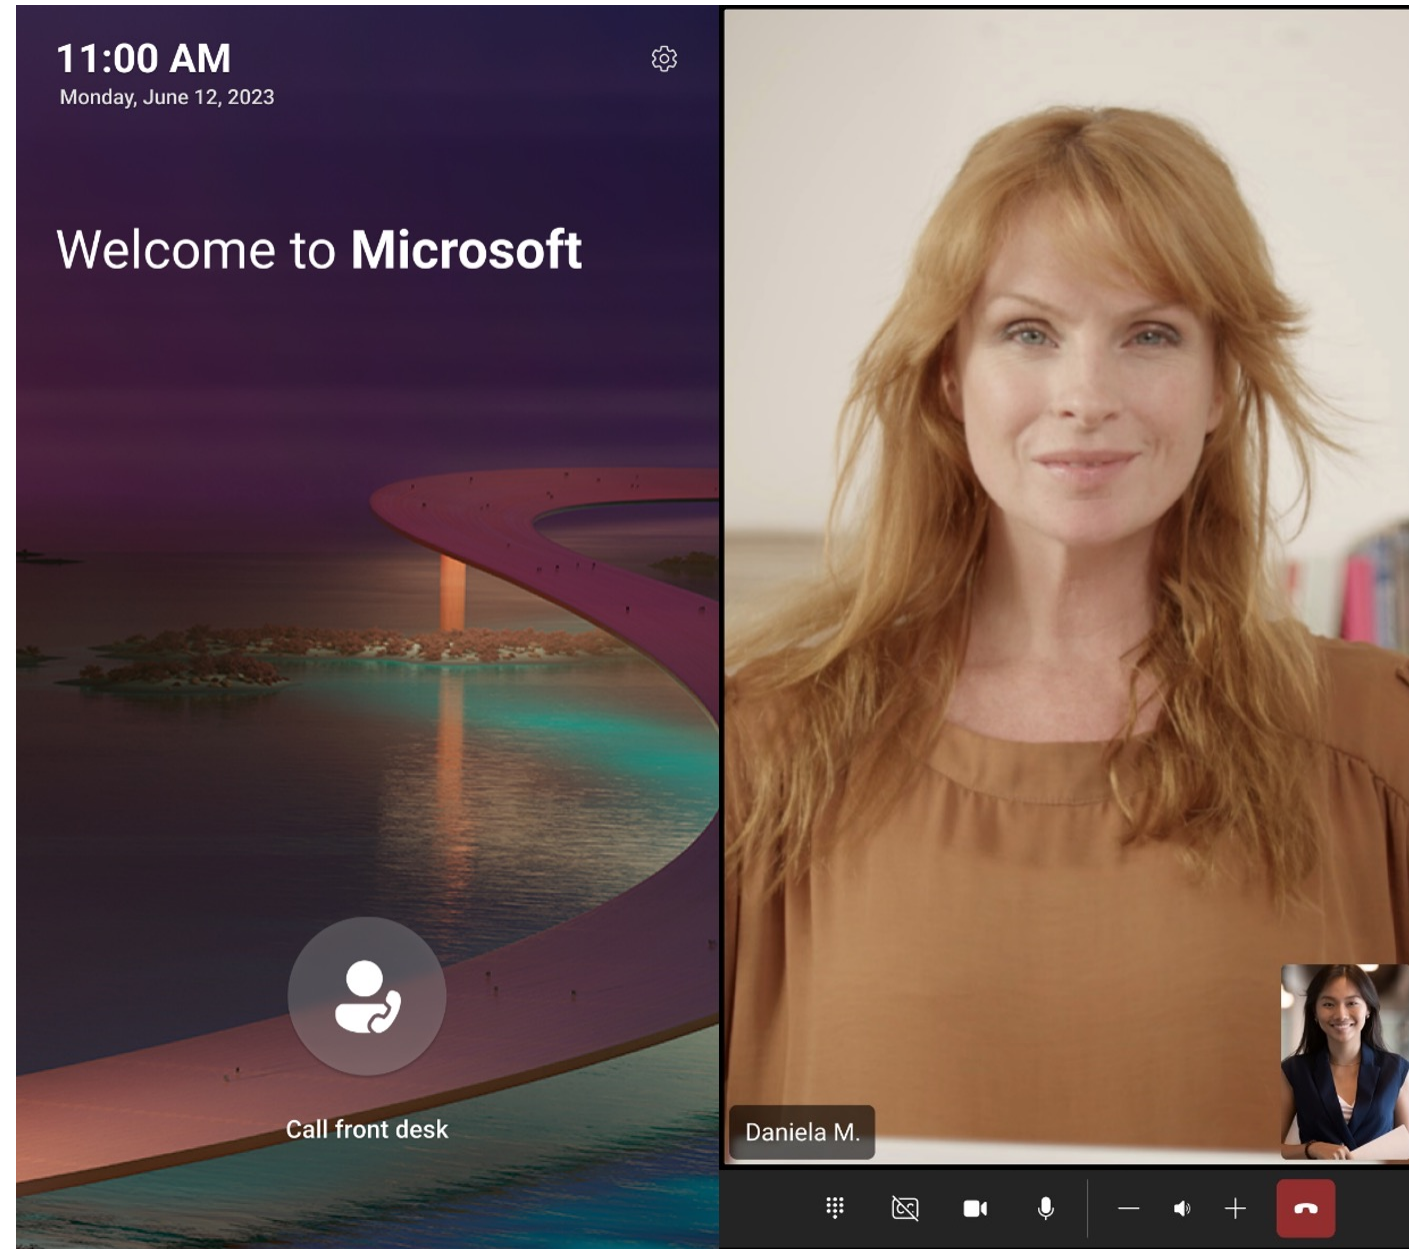 11:00 AM
Monday, June 12, 2023
Welcome to Microsoft
Call front desk
Daniela M.